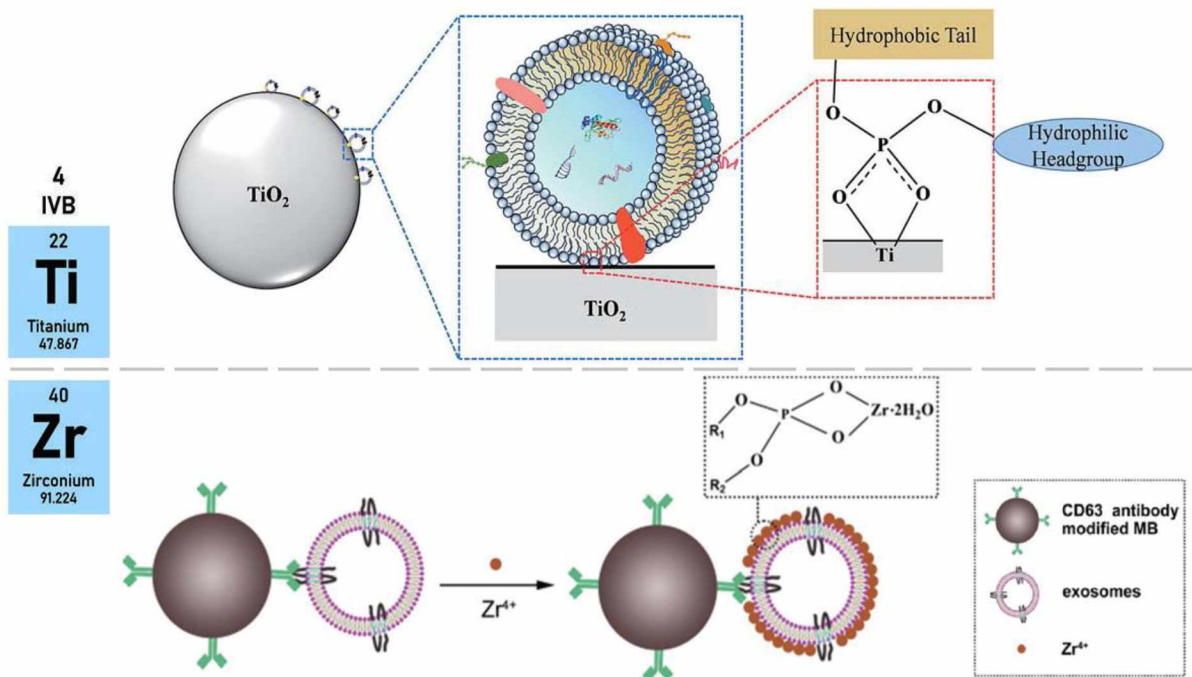 4
IVB
22
Ti
Titanium
47.867
TiO₂
TiO₂
Hydrophobic Tail
O
O
P
Hydrophilic
Headgroup
O
O
Ti
40
Zr
Zirconium
91.224
Zr⁴⁺
O
O
P
Zr·2H₂O
R₁
O
O
R₂
CD63 antibody
modified MB
exosomes
Zr⁴⁺